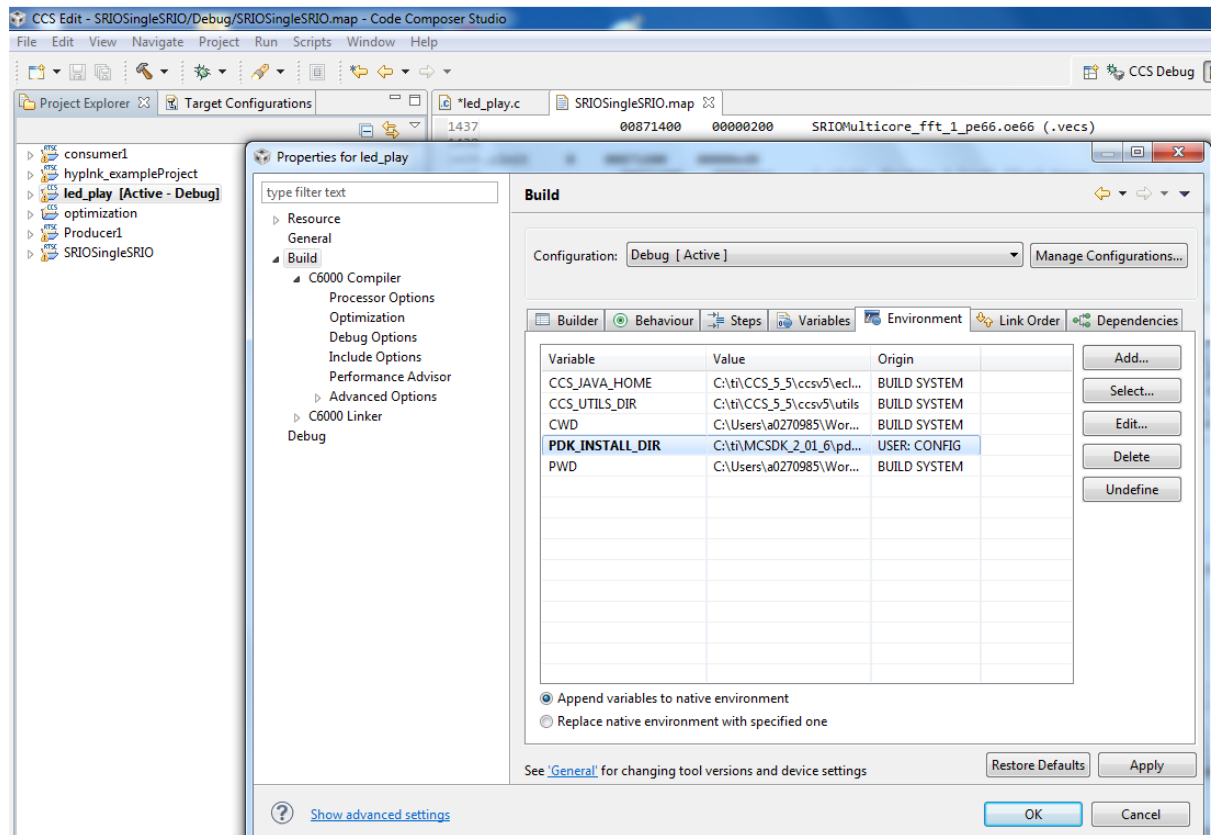 CCS Edit - SRIOSingleSRIO/Debug/SRIOSingleSRIO.map - Code Composer Studio
File Edit View Navigate Project Run Scripts Window Help
CCS Debug
Project Explorer Target Configurations
*led_play.c SRIOSingleSRIO.map
1437 00871400 00000200 SRIOMulticore_fft_1_pe66.oe66 (.vecs)
consumer1
hyplnk_exampleProject
led_play [Active - Debug]
optimization
Producer1
SRIOSingleSRIO
Properties for led_play
type filter text
Resource
General
Build
C6000 Compiler
Processor Options
Optimization
Debug Options
Include Options
Performance Advisor
Advanced Options
C6000 Linker
Debug
Build
Configuration: Debug [ Active ] Manage Configurations...
Builder Behaviour Steps Variables Environment Link Order Dependencies
Variable Value Origin
CCS_JAVA_HOME C:\ti\CCS_5_5\ccsv5\ecl... BUILD SYSTEM
CCS_UTILS_DIR C:\ti\CCS_5_5\ccsv5\utils BUILD SYSTEM
CWD C:\Users\a0270985\Wor... BUILD SYSTEM
PDK_INSTALL_DIR C:\ti\MCSDK_2_01_6\pd... USER: CONFIG
PWD C:\Users\a0270985\Wor... BUILD SYSTEM
Add...
Select...
Edit...
Delete
Undefine
Append variables to native environment
Replace native environment with specified one
See 'General' for changing tool versions and device settings
Restore Defaults Apply
Show advanced settings
OK Cancel